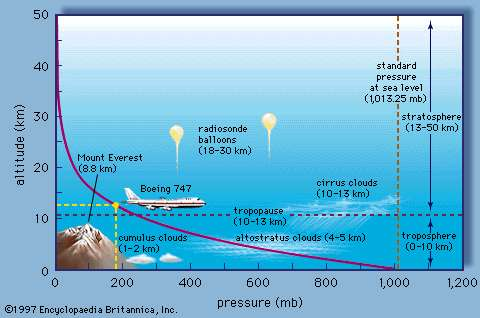 50
40
30
20
10
0
altitude (km)
standard
pressure
at sea level
(1,013.25 mb)
stratosphere
(13–50 km)
radiosonde
balloons
(18–30 km)
Mount Everest
(8.8 km)
Boeing 747
cirrus clouds
(10–13 km)
tropopause
(10–13 km)
cumulus clouds
(1–2 km)
altostratus clouds (4–5 km)
troposphere
(0–10 km)
0
200
400
600
800
1,000
1,200
pressure (mb)
©1997 Encyclopaedia Britannica, Inc.